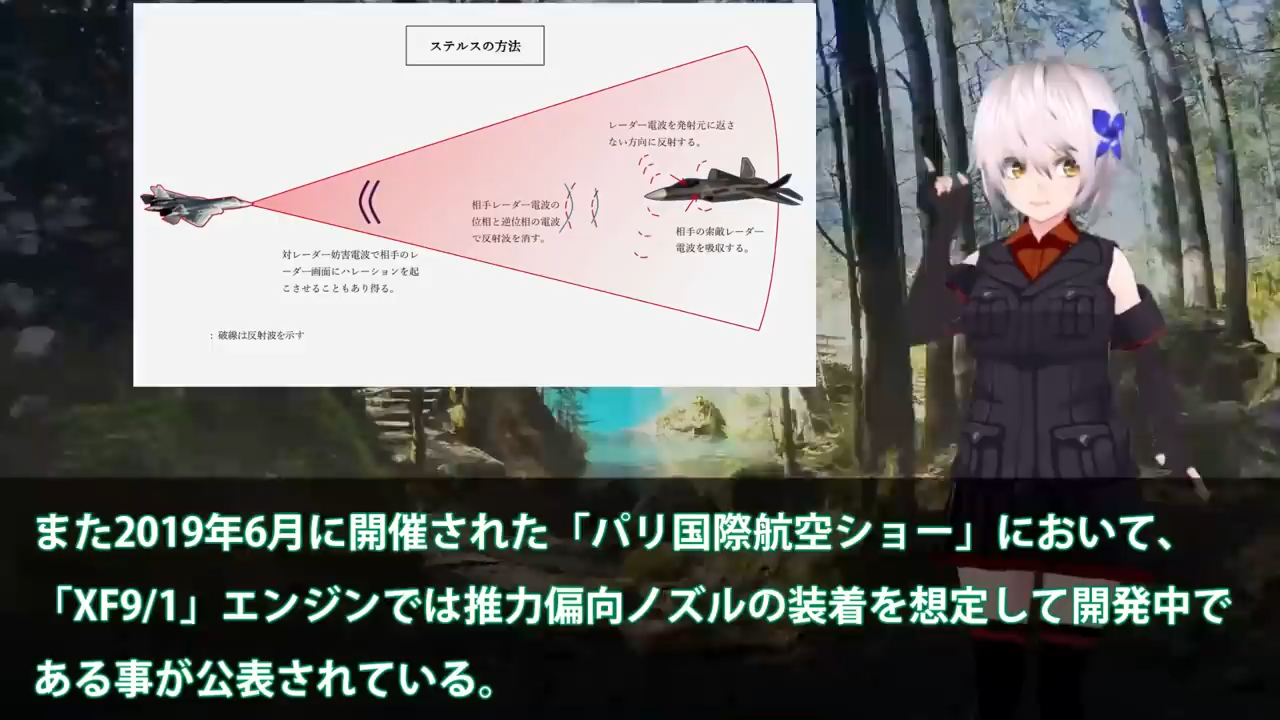 ステルスの方法
レーダー電波を発射元に返さ
ない方向に反射する。
相手レーダー電波の
位相と逆位相の電波
で反射波を消す。
相手の索敵レーダー
電波を吸収する。
対レーダー妨害電波で相手のレ
ーダー画面にハレーションを起
こさせることもあり得る。
：破線は反射波を示す
また2019年6月に開催された「パリ国際航空ショー」において、
「XF9/1」エンジンでは推力偏向ノズルの装着を想定して開発中で
ある事が公表されている。